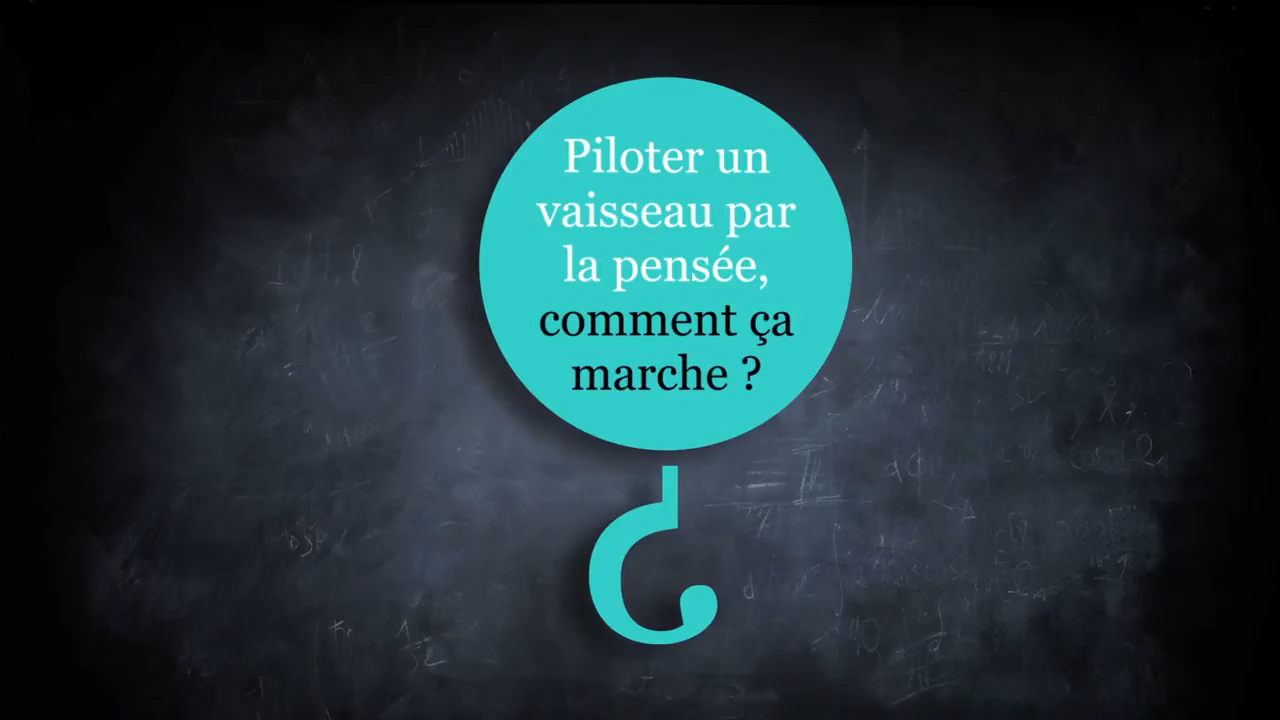 Piloter un
vaisseau par
la pensée,
comment ça
marche ?